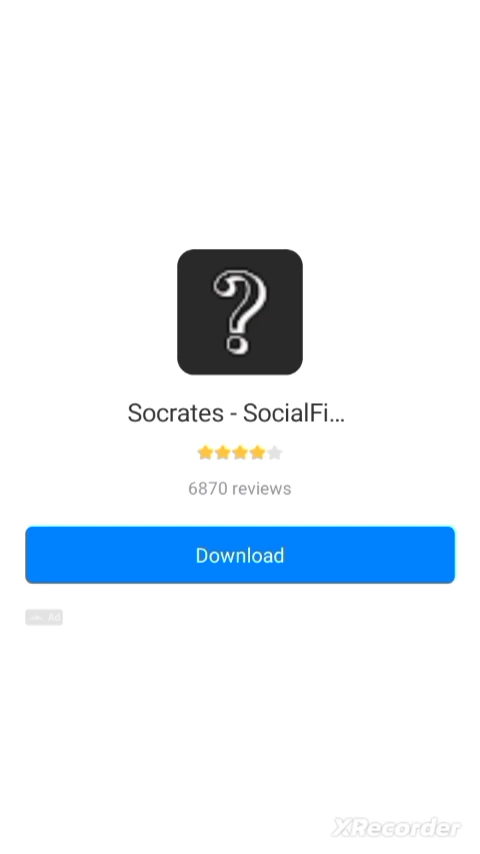 ?
Socrates - SocialFi...
6870 reviews
Download
Ad
XRecorder